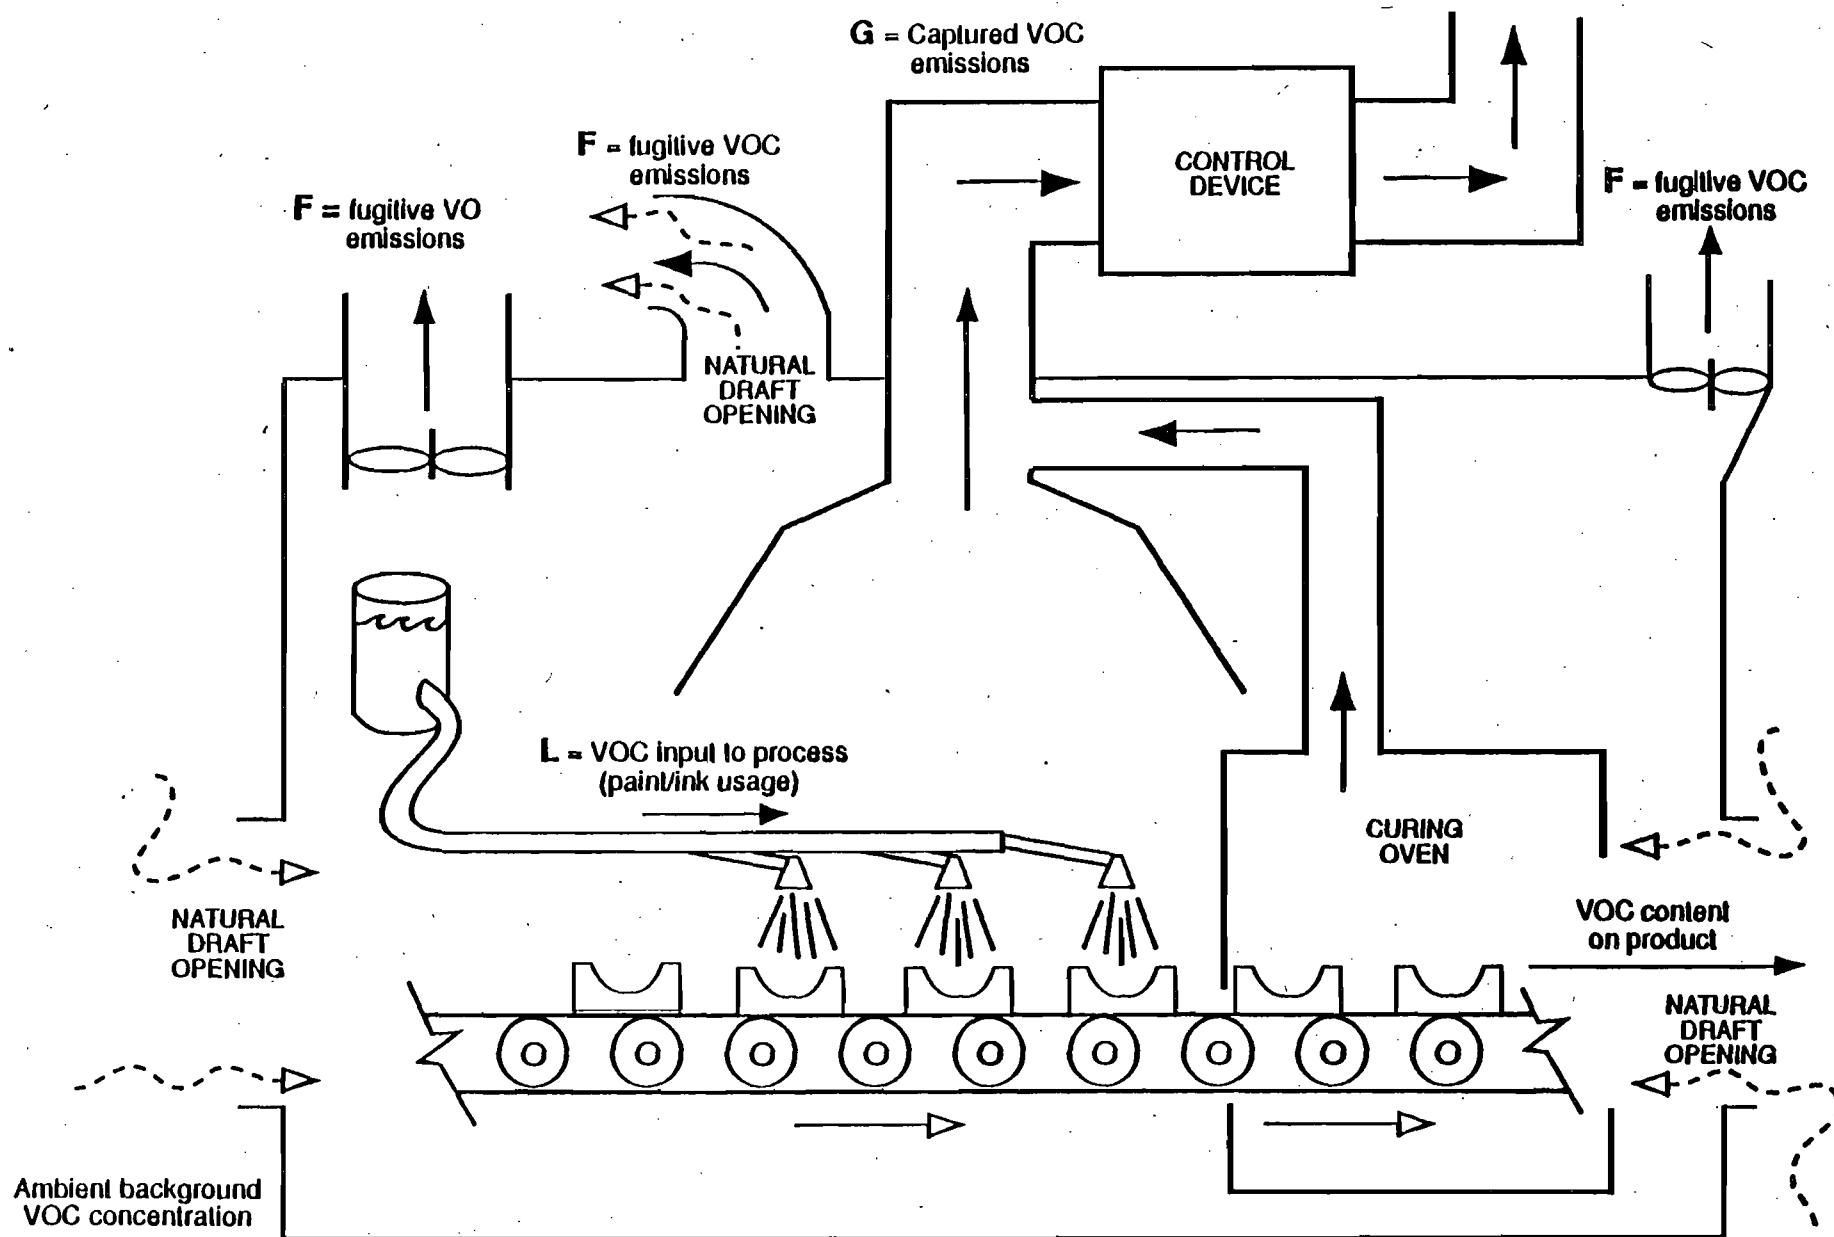 G = Captured VOC
emissions
F = fugitive VOC
emissions
CONTROL
DEVICE
F = fugitive VOC
emissions
F = fugitive VO
emissions
NATURAL
DRAFT
OPENING
L = VOC input to process
(paint/ink usage)
CURING
OVEN
NATURAL
DRAFT
OPENING
VOC content
on product
NATURAL
DRAFT
OPENING
Ambient background
VOC concentration